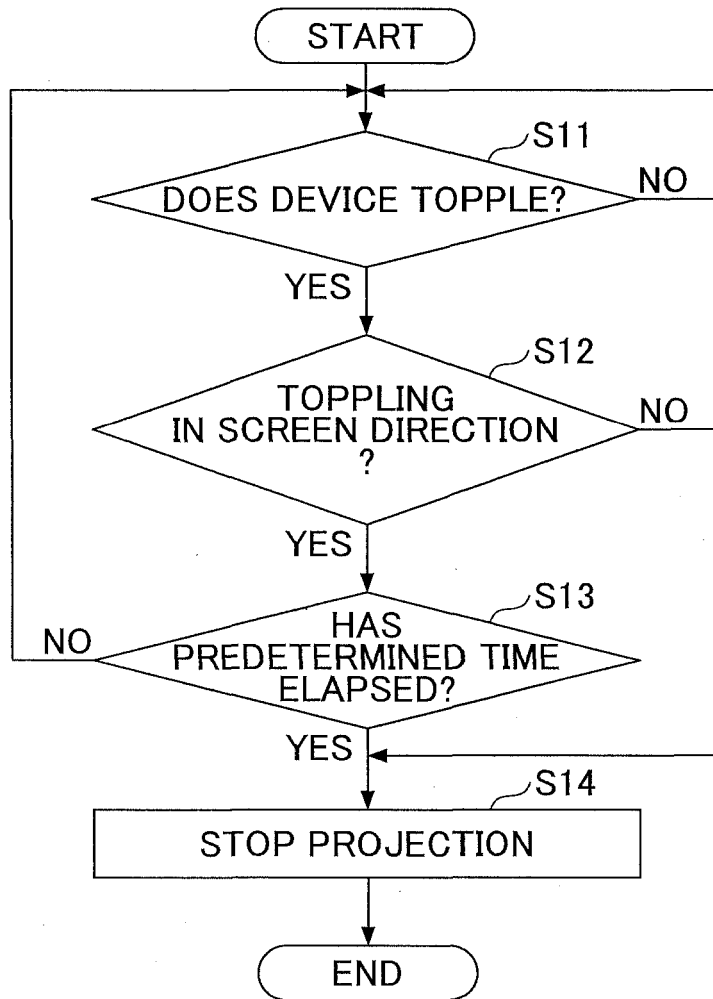 START
S11
DOES DEVICE TOPPLE?
NO
YES
S12
TOPPLING
IN SCREEN DIRECTION
?
NO
YES
S13
HAS
PREDETERMINED TIME
ELAPSED?
NO
YES
S14
STOP PROJECTION
END